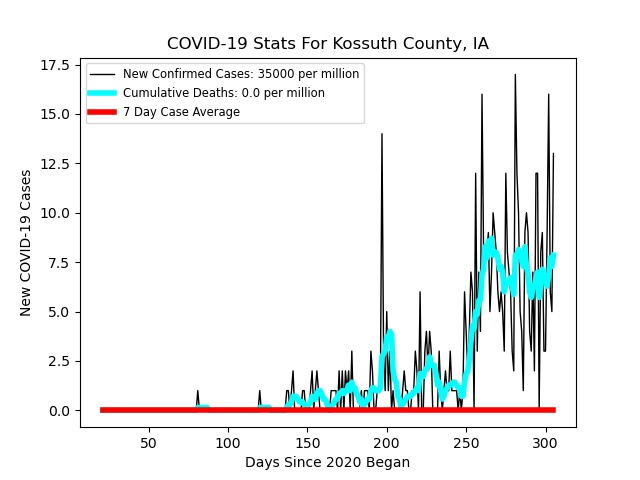 COVID-19 Stats For Kossuth County, IA
New Confirmed Cases: 35000 per million
Cumulative Deaths: 0.0 per million
7 Day Case Average
17.5
15.0
12.5
10.0
7.5
5.0
2.5
0.0
New COVID-19 Cases
50 100 150 200 250 300
Days Since 2020 Began